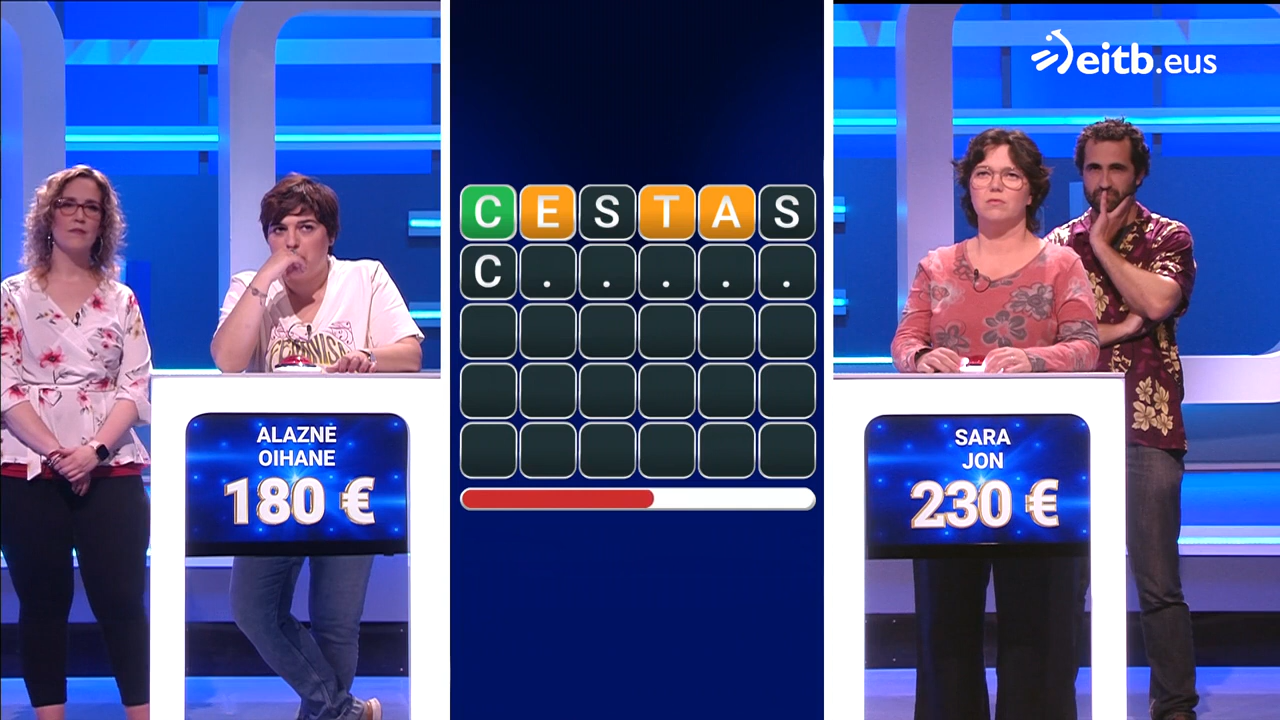 eitb.eus
CESTAS
C.....
ALAZNE
OIHANE
180 €
SARA
JON
230 €